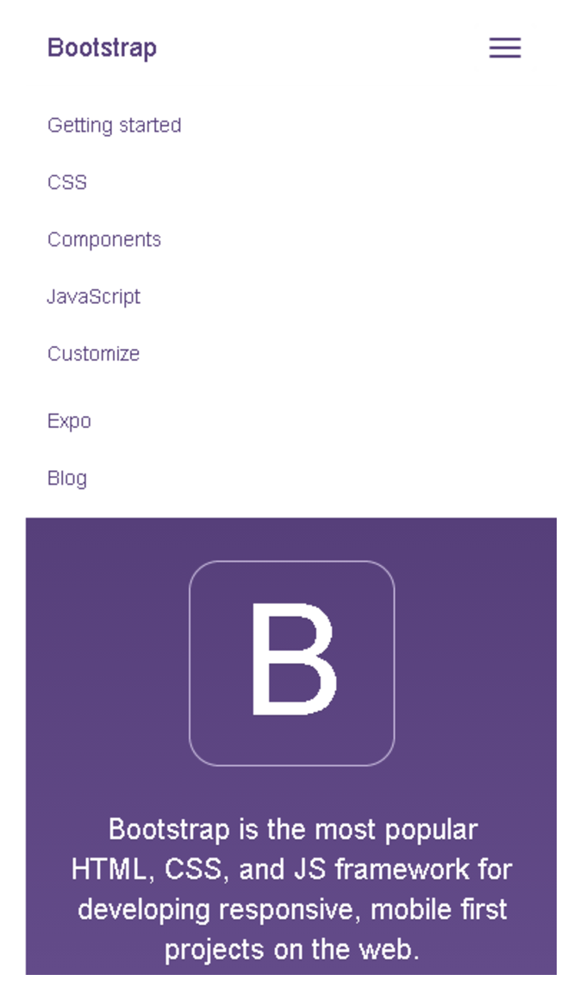 Bootstrap
Getting started
CSS
Components
JavaScript
Customize
Expo
Blog
B
Bootstrap is the most popular
HTML, CSS, and JS framework for
developing responsive, mobile first
projects on the web.